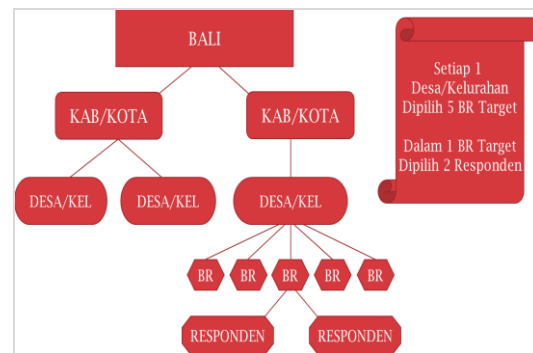 BALI
KAB/KOTA
KAB/KOTA
DESA/KEL
DESA/KEL
DESA/KEL
BR
BR
BR
BR
BR
RESPONDEN
RESPONDEN
Setiap 1
Desa/Kelurahan
Dipilih 5 BR Target
Dalam 1 BR Target
Dipilih 2 Responden